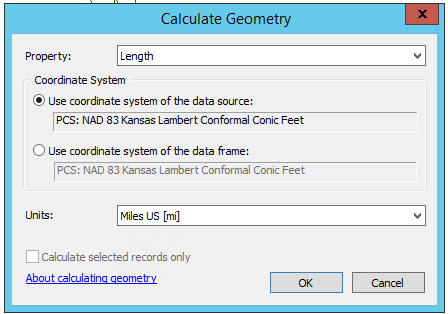 Calculate Geometry
x
Property:
Length
Coordinate System
Use coordinate system of the data source:
PCS: NAD 83 Kansas Lambert Conformal Conic Feet
Use coordinate system of the data frame:
PCS: NAD 83 Kansas Lambert Conformal Conic Feet
Units:
Miles US [mi]
Calculate selected records only
About calculating geometry
OK
Cancel